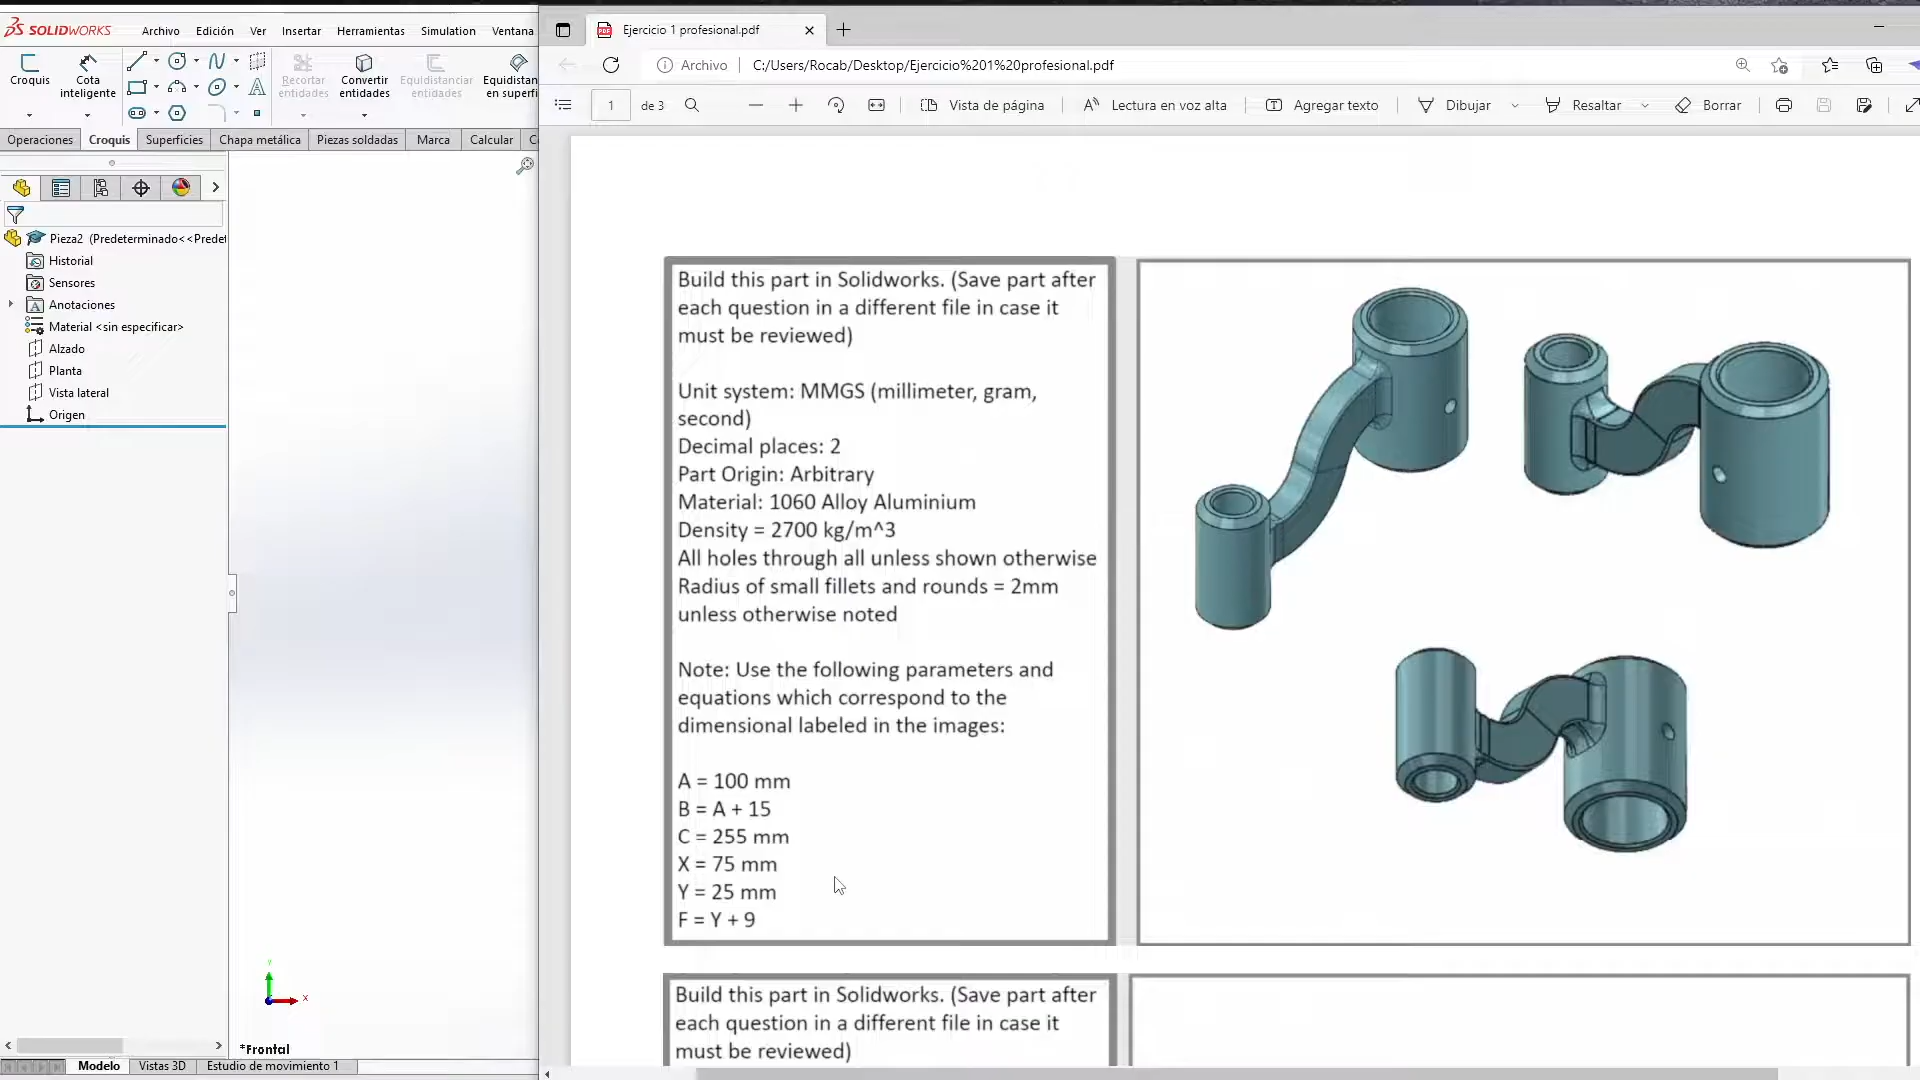 SOLIDWORKS Archivo Edición Ver Insertar Herramientas Simulation Ventana
Croquis
Cota inteligente
Recortar entidades
Convertir entidades
Equidistanciar entidades
Equidistan en superfi
Operaciones Croquis Superficies Chapa metálica Piezas soldadas Marca Calcular C
Pieza2 (Predeterminado<<Predet
Historial
Sensores
Anotaciones
Material <sin especificar>
Alzado
Planta
Vista lateral
Origen
Y
X
*Frontal
Modelo Vistas 3D Estudio de movimiento 1
Ejercicio 1 profesional.pdf
Archivo C:/Users/Rocab/Desktop/Ejercicio%201%20profesional.pdf
1 de 3 Vista de página Lectura en voz alta Agregar texto Dibujar Resaltar Borrar
Build this part in Solidworks. (Save part after
each question in a different file in case it
must be reviewed)
Unit system: MMGS (millimeter, gram,
second)
Decimal places: 2
Part Origin: Arbitrary
Material: 1060 Alloy Aluminium
Density = 2700 kg/m^3
All holes through all unless shown otherwise
Radius of small fillets and rounds = 2mm
unless otherwise noted
Note: Use the following parameters and
equations which correspond to the
dimensional labeled in the images:
A = 100 mm
B = A + 15
C = 255 mm
X = 75 mm
Y = 25 mm
F = Y + 9
Build this part in Solidworks. (Save part after
each question in a different file in case it
must be reviewed)